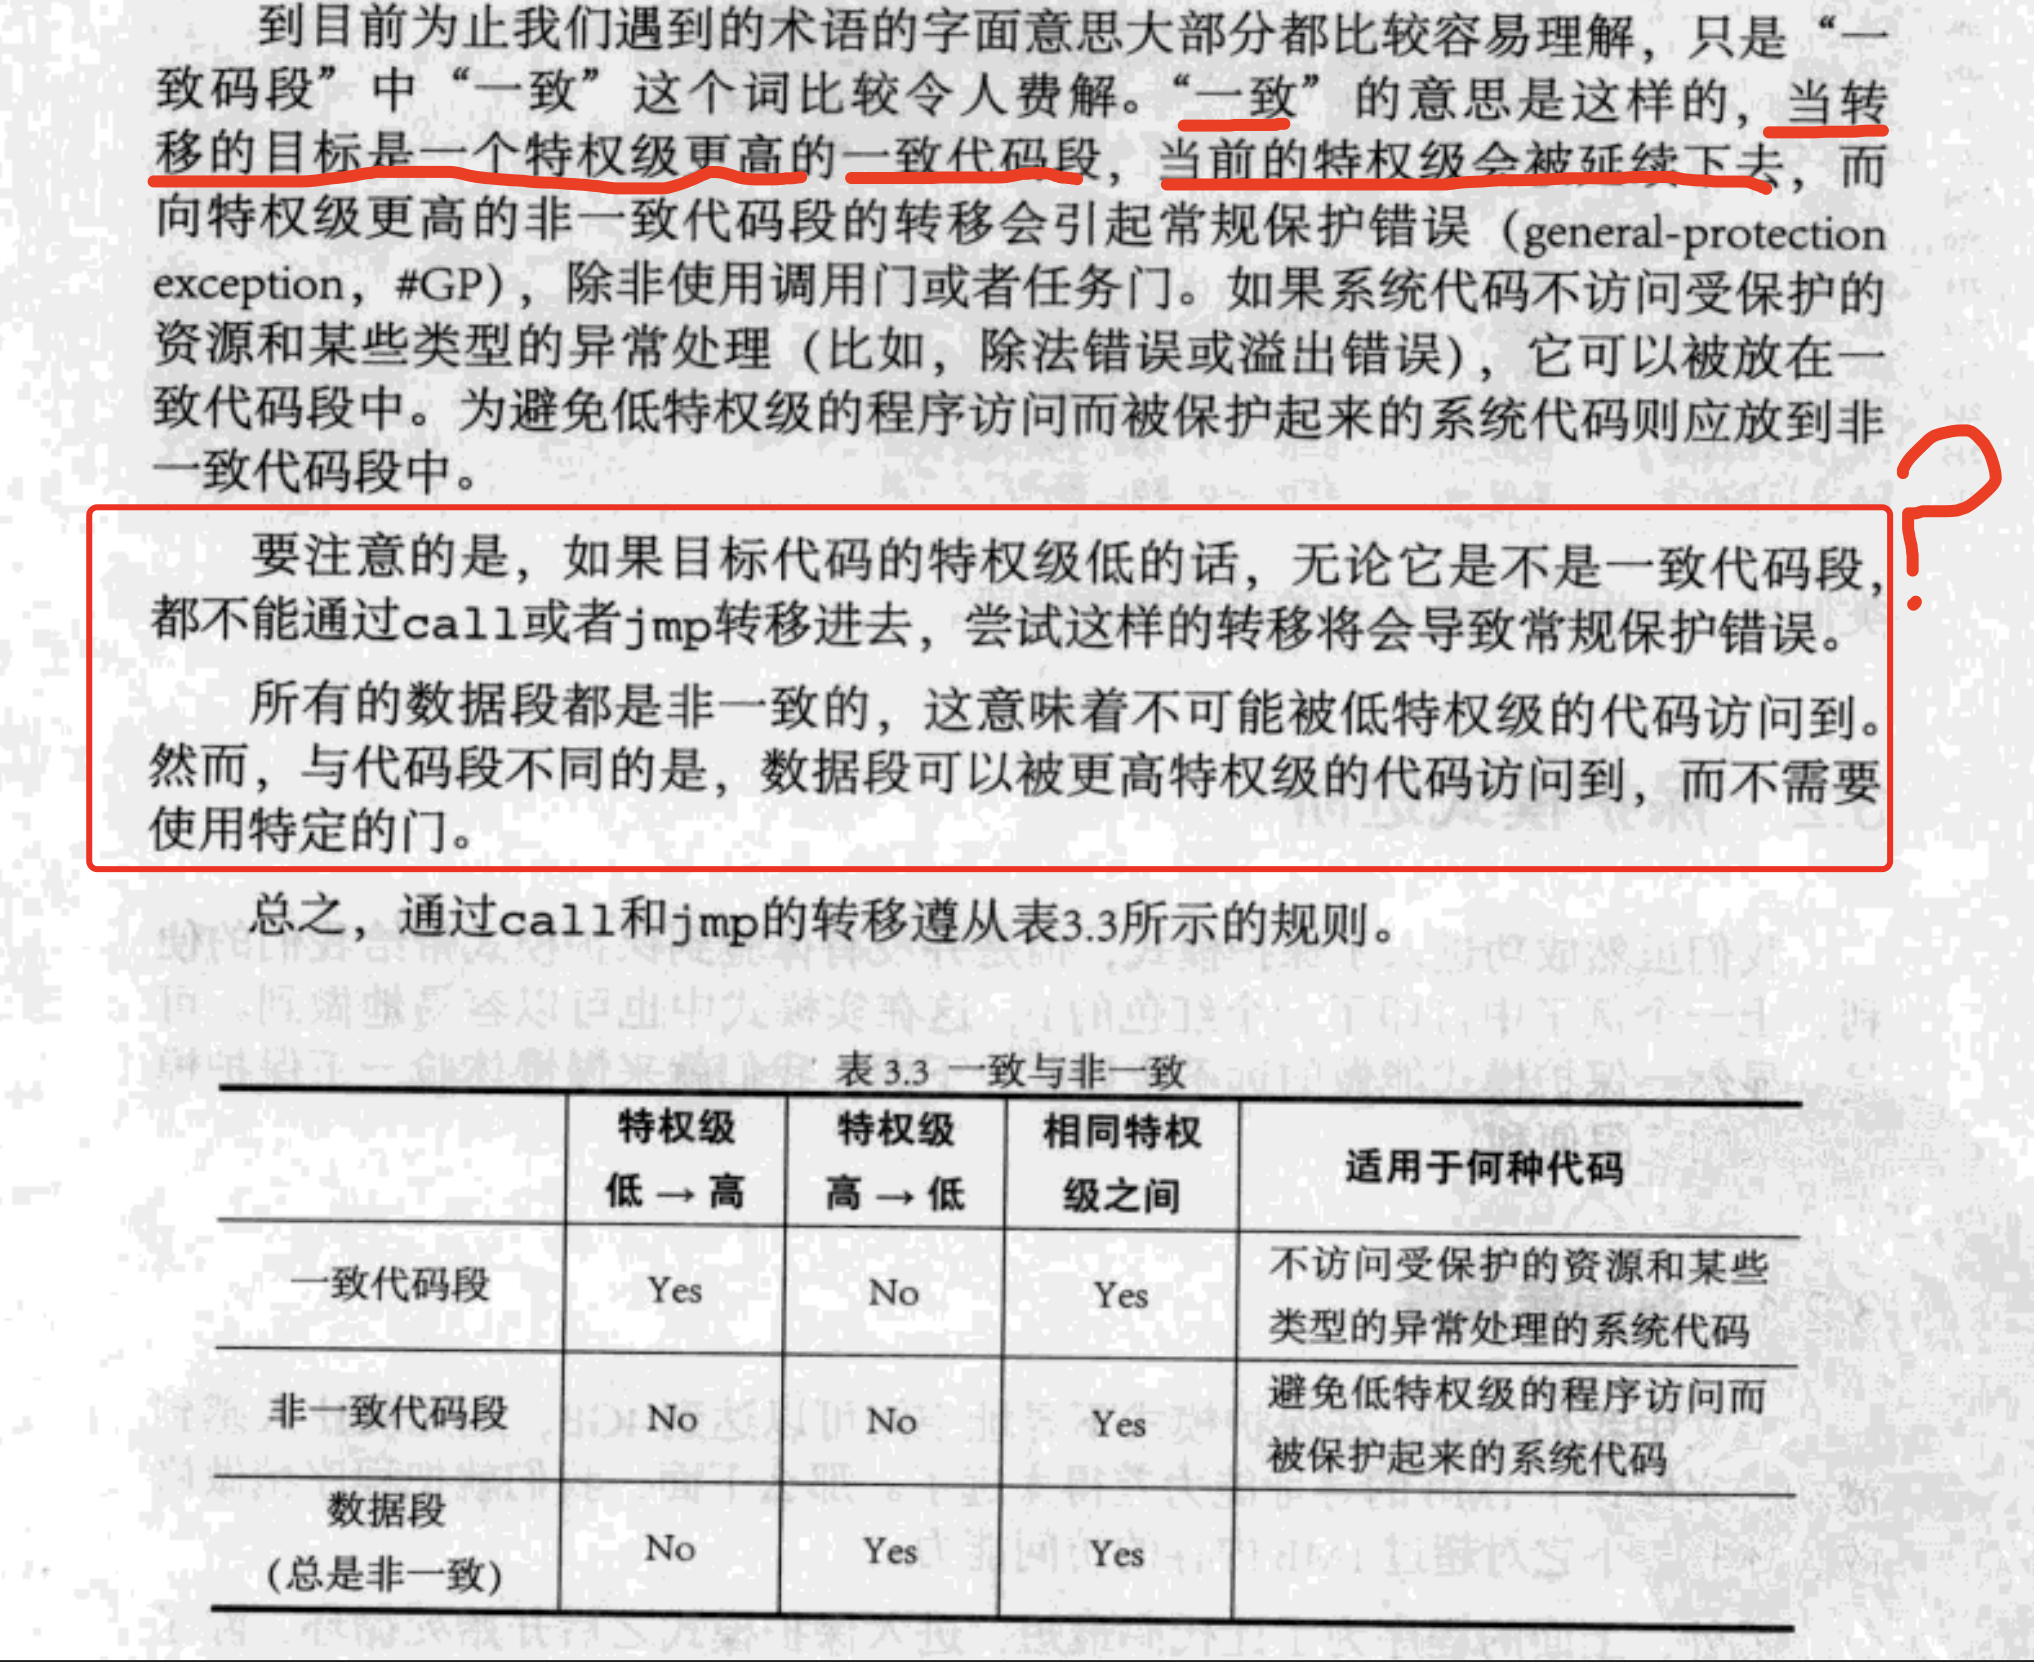 到目前为止我们遇到的术语的字面意思大部分都比较容易理解，只是“一
致码段”中“一致”这个词比较令人费解。“一致”的意思是这样的，当转
移的目标是一个特权级更高的一致代码段，当前的特权级会被延续下去，而
向特权级更高的非一致代码段的转移会引起常规保护错误（general-protection
exception，#GP），除非使用调用门或者任务门。如果系统代码不访问受保护的
资源和某些类型的异常处理（比如，除法错误或溢出错误），它可以被放在一
致代码段中。为避免低特权级的程序访问而被保护起来的系统代码则应放到非
一致代码段中。
？
要注意的是，如果目标代码的特权级低的话，无论它是不是一致代码段，
都不能通过call或者jmp转移进去，尝试这样的转移将会导致常规保护错误。
所有的数据段都是非一致的，这意味着不可能被低特权级的代码访问到。
然而，与代码段不同的是，数据段可以被更高特权级的代码访问到，而不需要
使用特定的门。
总之，通过call和jmp的转移遵从表3.3所示的规则。
表 3.3 一致与非一致
特权级
低 → 高
特权级
高 → 低
相同特权
级之间
适用于何种代码
一致代码段
Yes
No
Yes
不访问受保护的资源和某些
类型的异常处理的系统代码
非一致代码段
No
No
Yes
避免低特权级的程序访问而
被保护起来的系统代码
数据段
(总是非一致)
No
Yes
Yes